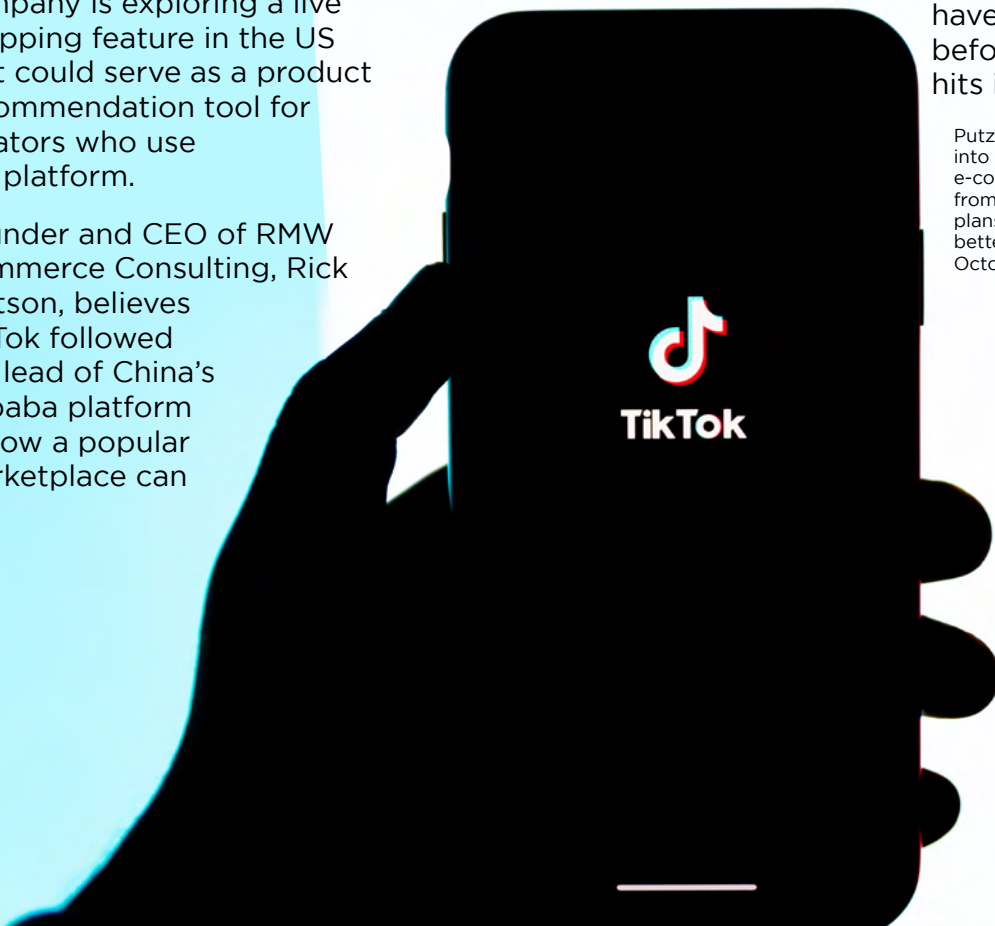 mpany is exploring a live
pping feature in the US
t could serve as a product
ommendation tool for
ators who use
platform.
under and CEO of RMW
mmerce Consulting, Rick
tson, believes
Tok followed
lead of China's
baba platform
ow a popular
rketplace can
TikTok
have
befo
hits i
Putz
into
e-co
from
plans
bette
Octo